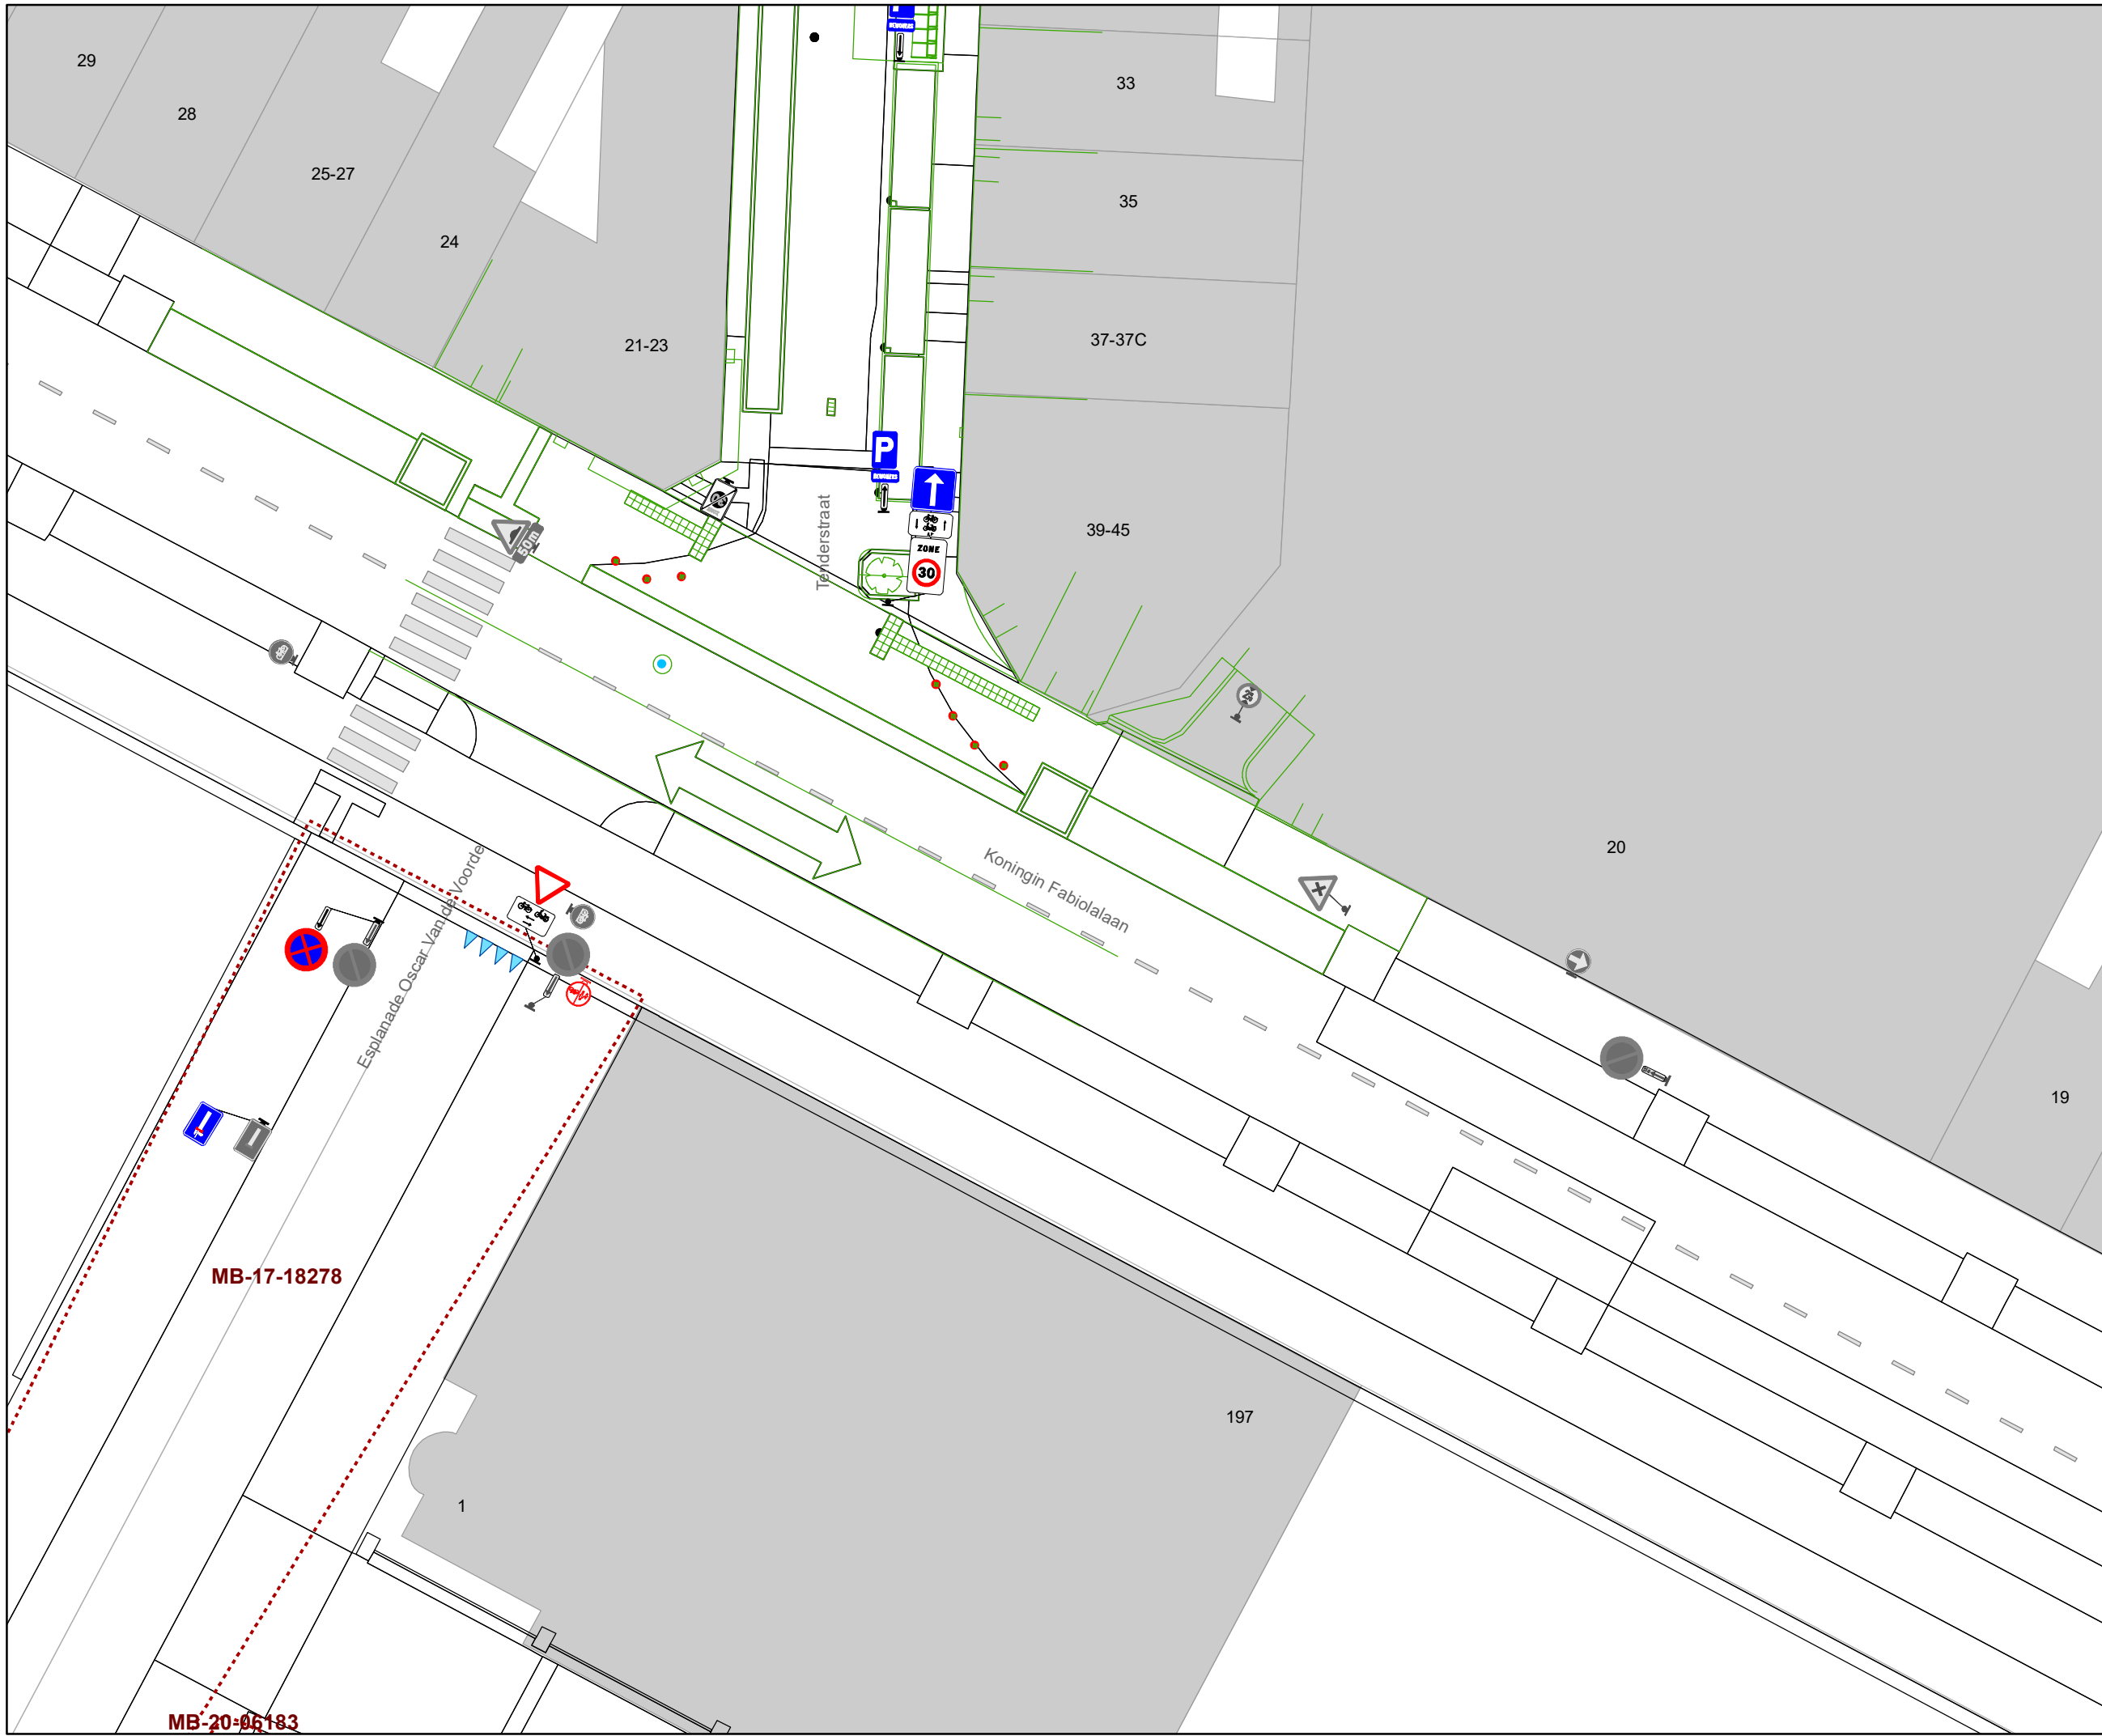 29
33
28
25-27
35
24
37-37C
21-23
P
ZONE
30
39-45
Tenderstraat
50m
Koningin Fabiolalaan
20
Esplanade Oscar Van de Voorde
19
MB-17-18278
197
1
MB-20-06183